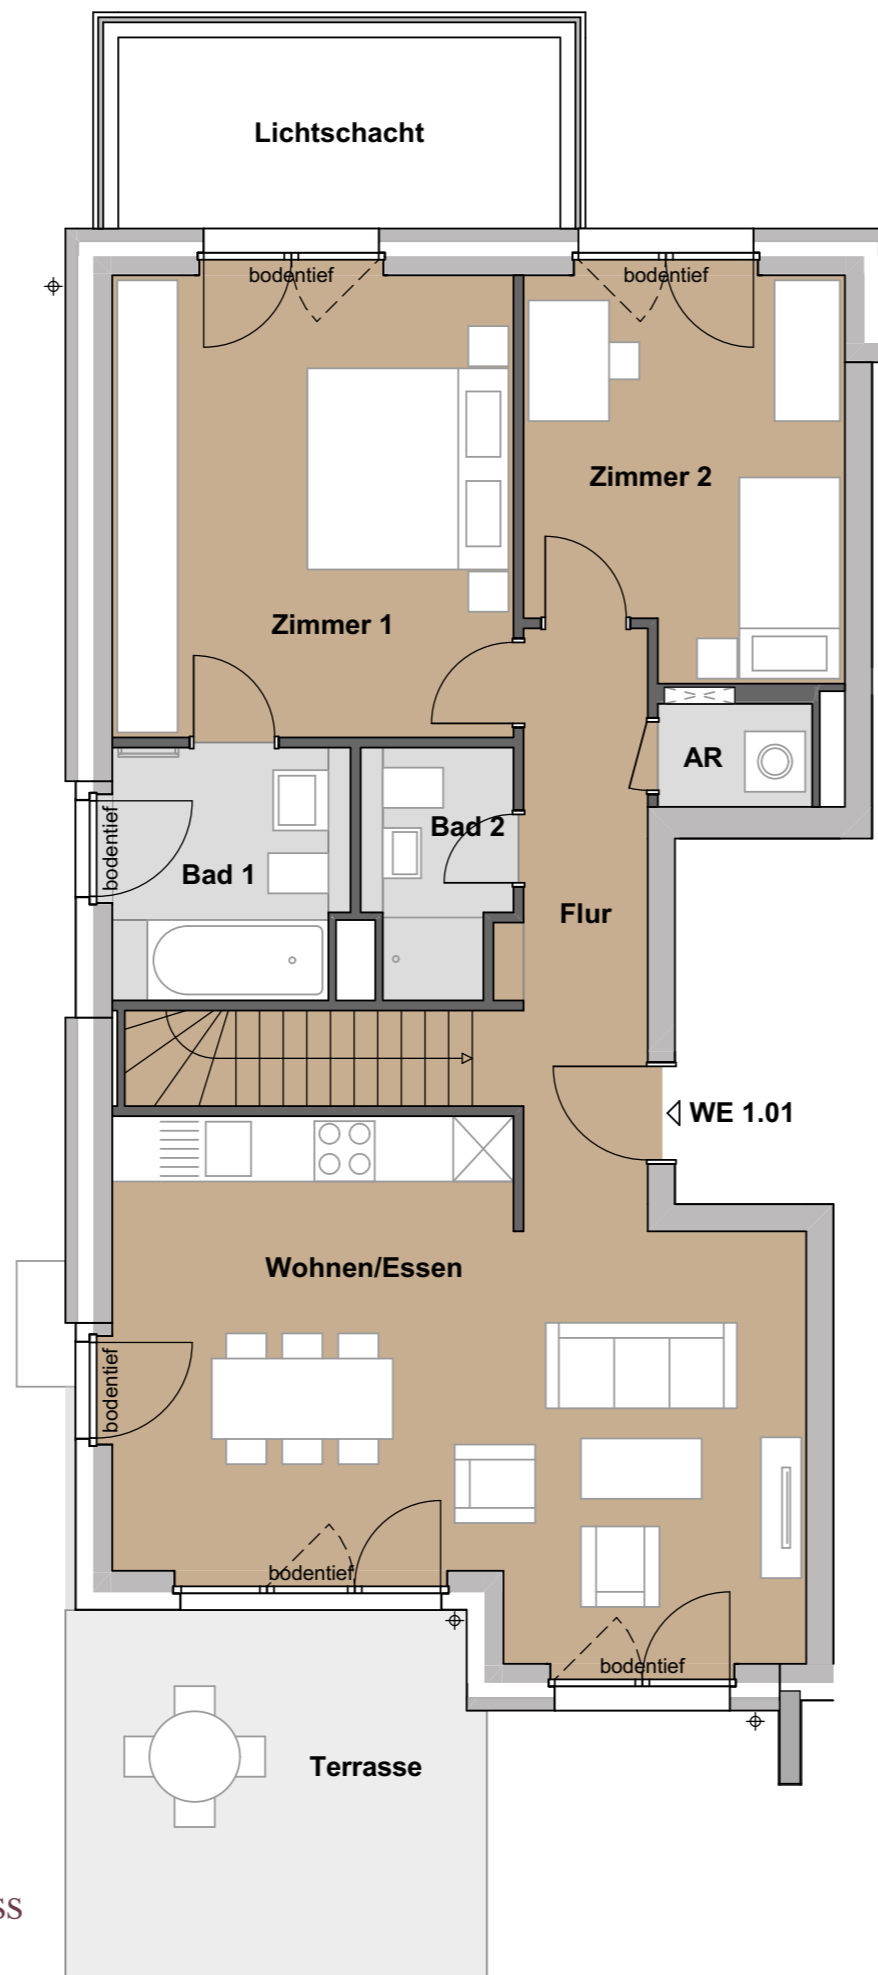 Lichtschacht
bodentief
bodentief
Zimmer 2
Zimmer 1
AR
Bad 2
bodentief
Bad 1
Flur
WE 1.01
Wohnen/Essen
bodentief
bodentief
bodentief
Terrasse
ss